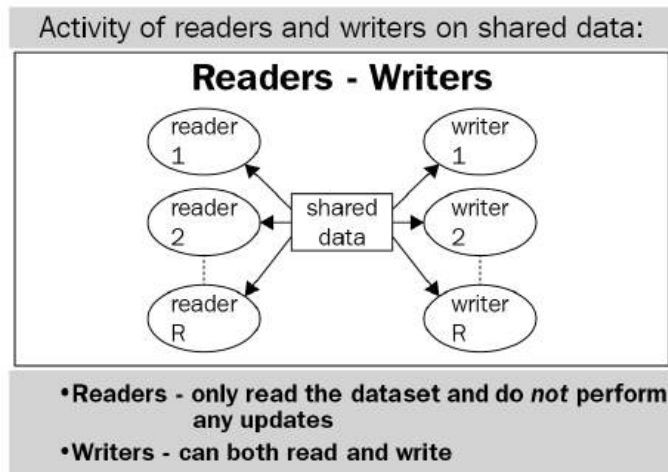 Activity of readers and writers on shared data:
Readers - Writers
reader
1
writer
1
reader
2
shared
data
writer
2
reader
R
writer
R
•Readers - only read the dataset and do not perform
any updates
•Writers - can both read and write